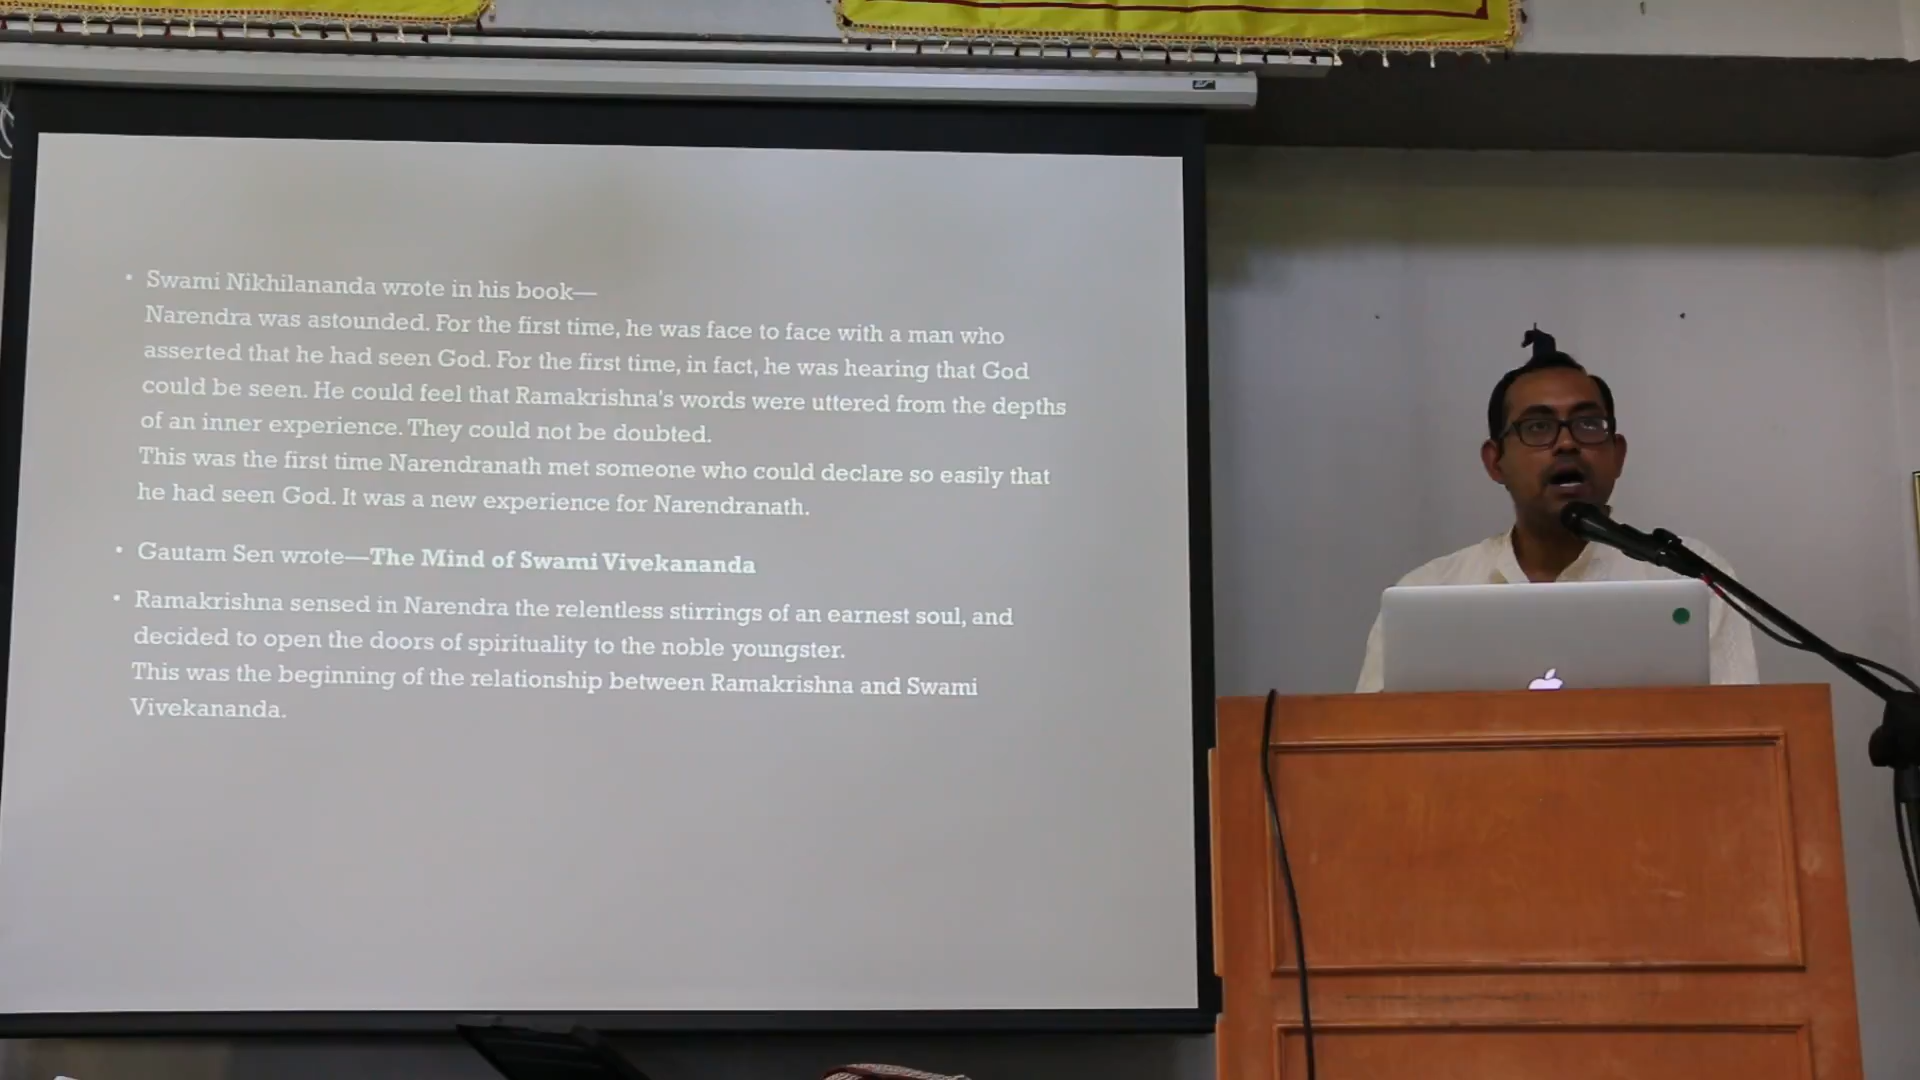 • Swami Nikhilananda wrote in his book—
Narendra was astounded. For the first time, he was face to face with a man who
asserted that he had seen God. For the first time, in fact, he was hearing that God
could be seen. He could feel that Ramakrishna's words were uttered from the depths
of an inner experience. They could not be doubted.
This was the first time Narendranath met someone who could declare so easily that
he had seen God. It was a new experience for Narendranath.
• Gautam Sen wrote—The Mind of Swami Vivekananda
• Ramakrishna sensed in Narendra the relentless stirrings of an earnest soul, and
decided to open the doors of spirituality to the noble youngster.
This was the beginning of the relationship between Ramakrishna and Swami
Vivekananda.